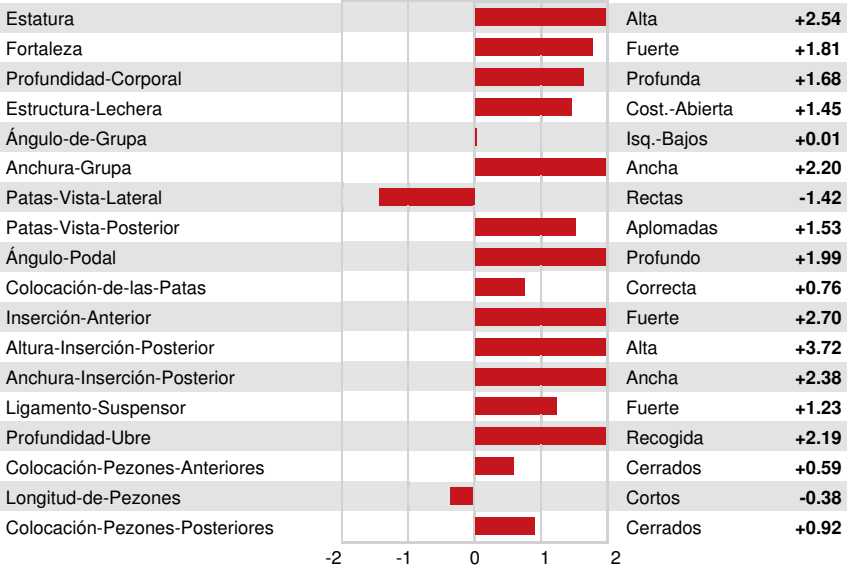 Estatura Alta +2.54
Fortaleza Fuerte +1.81
Profundidad-Corporal Profunda +1.68
Estructura-Lechera Cost.-Abierta +1.45
Ángulo-de-Grupa Isq.-Bajos +0.01
Anchura-Grupa Ancha +2.20
Patas-Vista-Lateral Rectas -1.42
Patas-Vista-Posterior Aplomadas +1.53
Ángulo-Podal Profundo +1.99
Colocación-de-las-Patas Correcta +0.76
Inserción-Anterior Fuerte +2.70
Altura-Inserción-Posterior Alta +3.72
Anchura-Inserción-Posterior Ancha +2.38
Ligamento-Suspensor Fuerte +1.23
Profundidad-Ubre Recogida +2.19
Colocación-Pezones-Anteriores Cerrados +0.59
Longitud-de-Pezones Cortos -0.38
Colocación-Pezones-Posteriores Cerrados +0.92
-2 -1 0 1 2